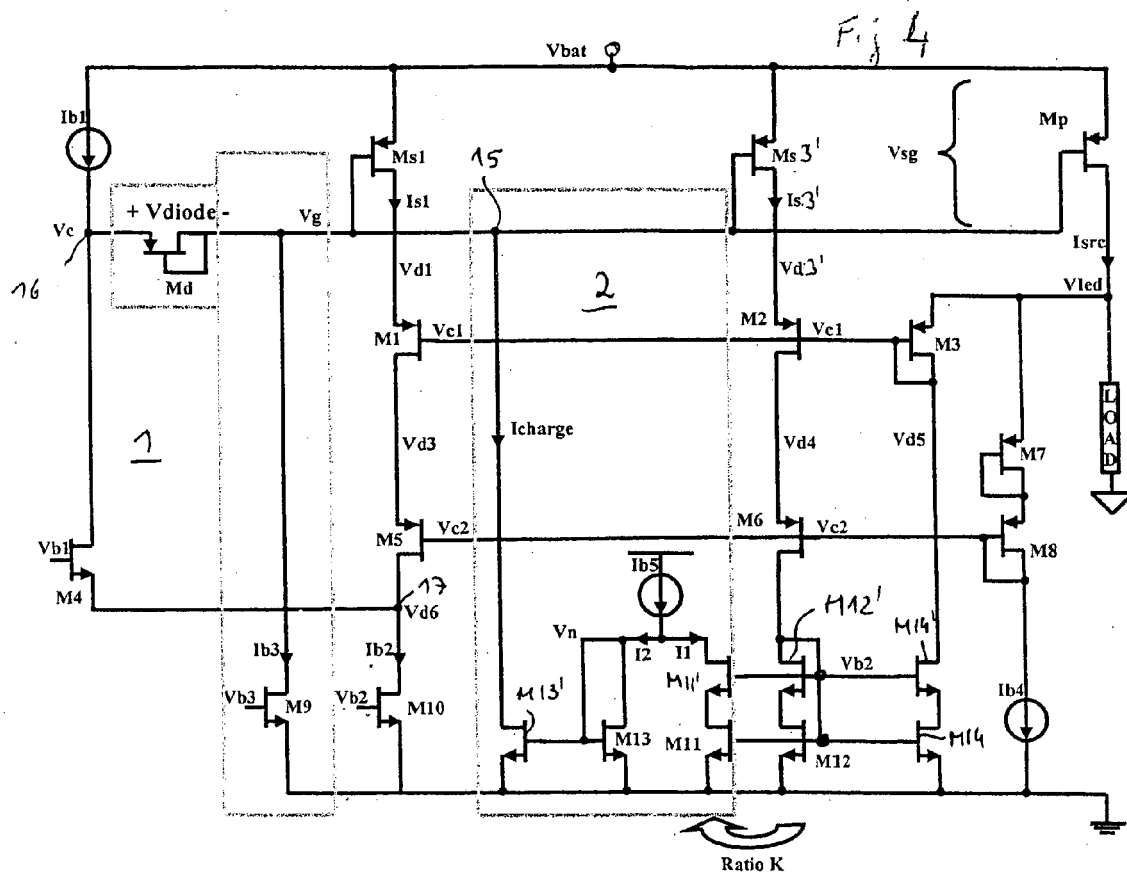 Fig 4
Vbat
Ib1
Ms1
15
Ms3'
Vsg
Mp
+ Vdiode -
Vg
Is1
Is3'
Isrc
Vc
16
Md
Vd1
2
Vd3'
Vled
M1
Vc1
M2
Vc1
M3
LOAD
1
Icharge
Vd3
Vd4
Vd5
M7
M5
Vc2
M6
Vc2
M8
Vb1
M4
17
Vd6
Ib5
M12'
M14'
Vn
I2
I1
Vb2
Ib3
Ib2
M13'
M11'
Ib4
Vb3
M9
Vb2
M10
M13
M11
M12
M14
Ratio K